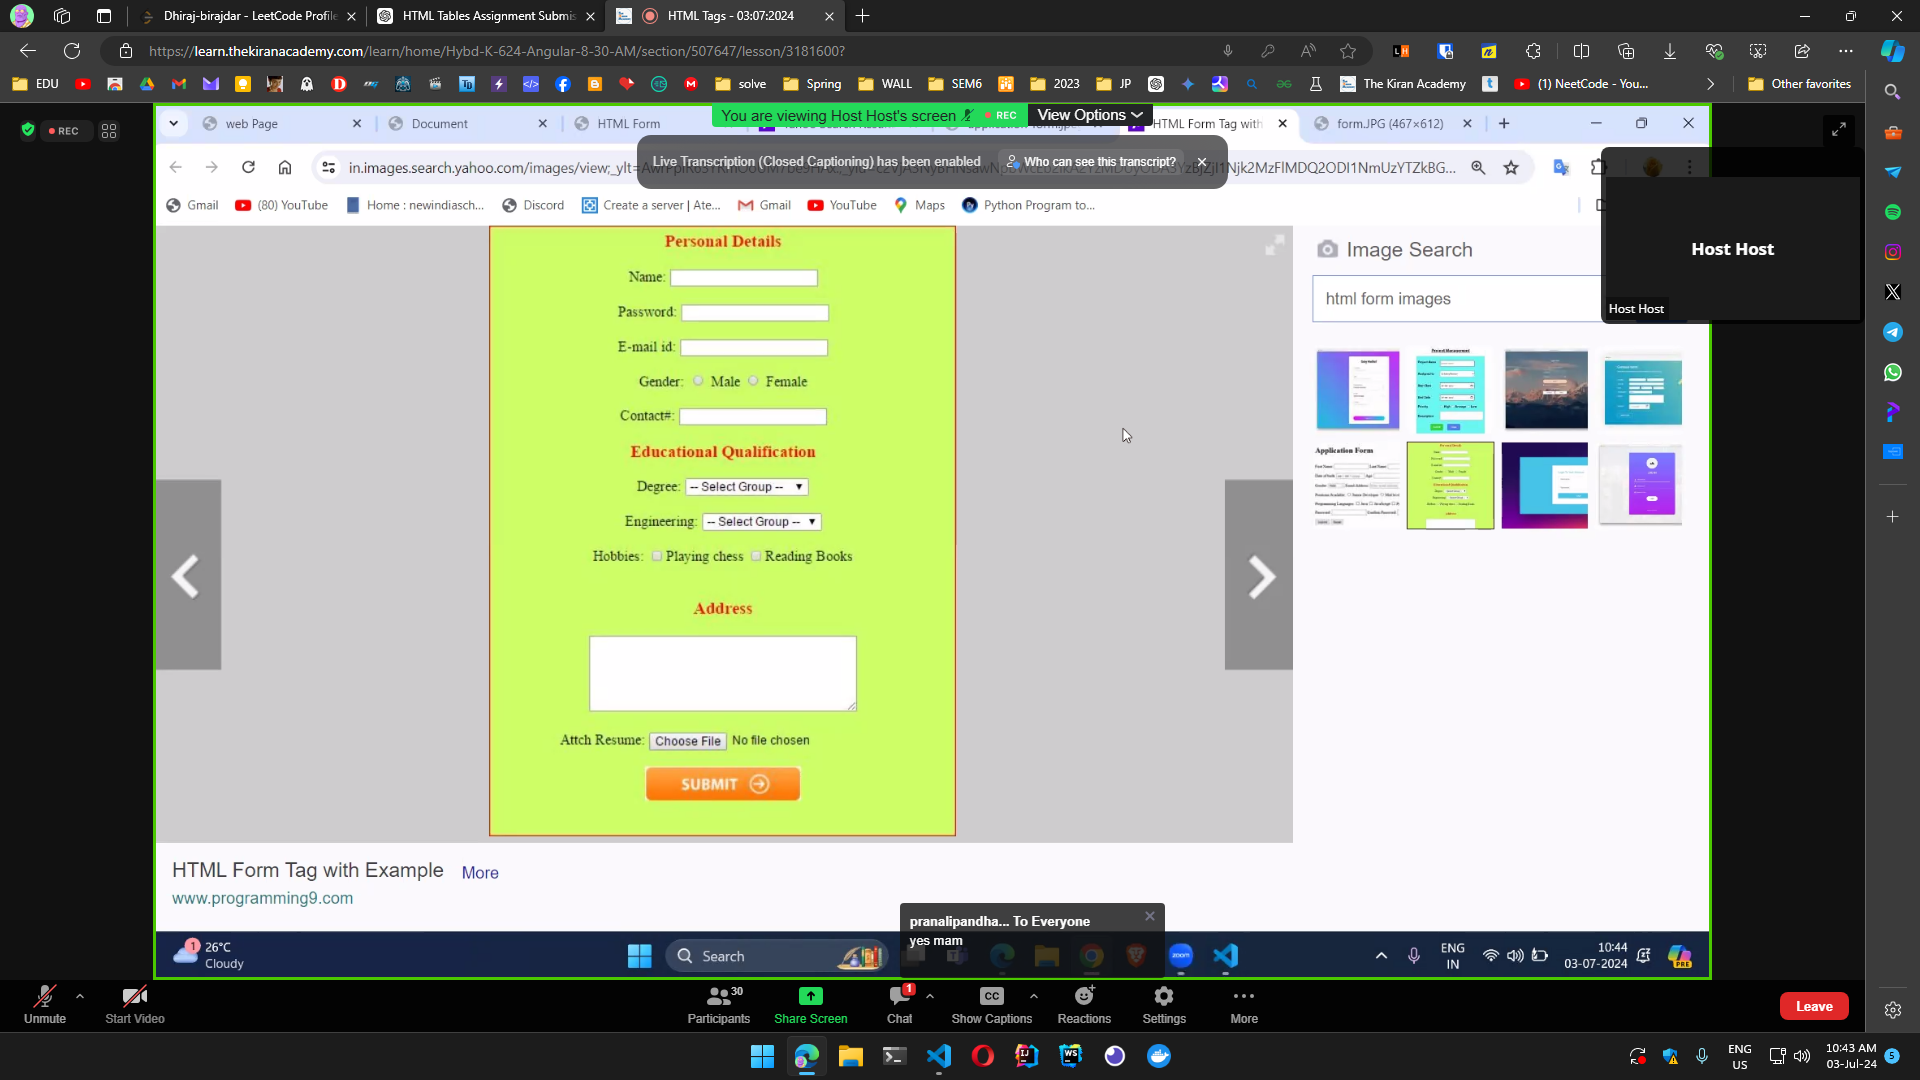 Dhiraj-birajdar - LeetCode Profile
HTML Tables Assignment Submis
HTML Tags - 03:07:2024
https://learn.thekiranacademy.com/learn/home/Hybd-K-624-Angular-8-30-AM/section/507647/lesson/3181600?
EDU
solve
Spring
WALL
SEM6
2023
JP
The Kiran Academy
(1) NeetCode - You...
Other favorites
REC
web Page
Document
HTML Form
You are viewing Host Host's screen
REC
View Options
HTML Form Tag with
form.JPG (467×612)
Live Transcription (Closed Captioning) has been enabled
Who can see this transcript?
in.images.search.yahoo.com/images/view;_ylt=
Gmail
(80) YouTube
Home : newindiasch...
Discord
Create a server | Ate...
Gmail
YouTube
Maps
Python Program to...
Host Host
Host Host
Image Search
html form images
Personal Details
Name:
Password:
E-mail id:
Gender: Male Female
Contact#:
Educational Qualification
Degree: -- Select Group --
Engineering: -- Select Group --
Hobbies: Playing chess Reading Books
Address
Attch Resume: Choose File No file chosen
SUBMIT
Application Form
HTML Form Tag with Example More
www.programming9.com
pranalipandha... To Everyone
yes mam
1
26°C
Cloudy
Search
zoom
ENG
IN
10:44
03-07-2024
PRE
Unmute
Start Video
Participants 30
Share Screen
Chat 1
CC
Show Captions
Reactions
Settings
More
Leave
ENG
US
10:43 AM
03-Jul-24
5